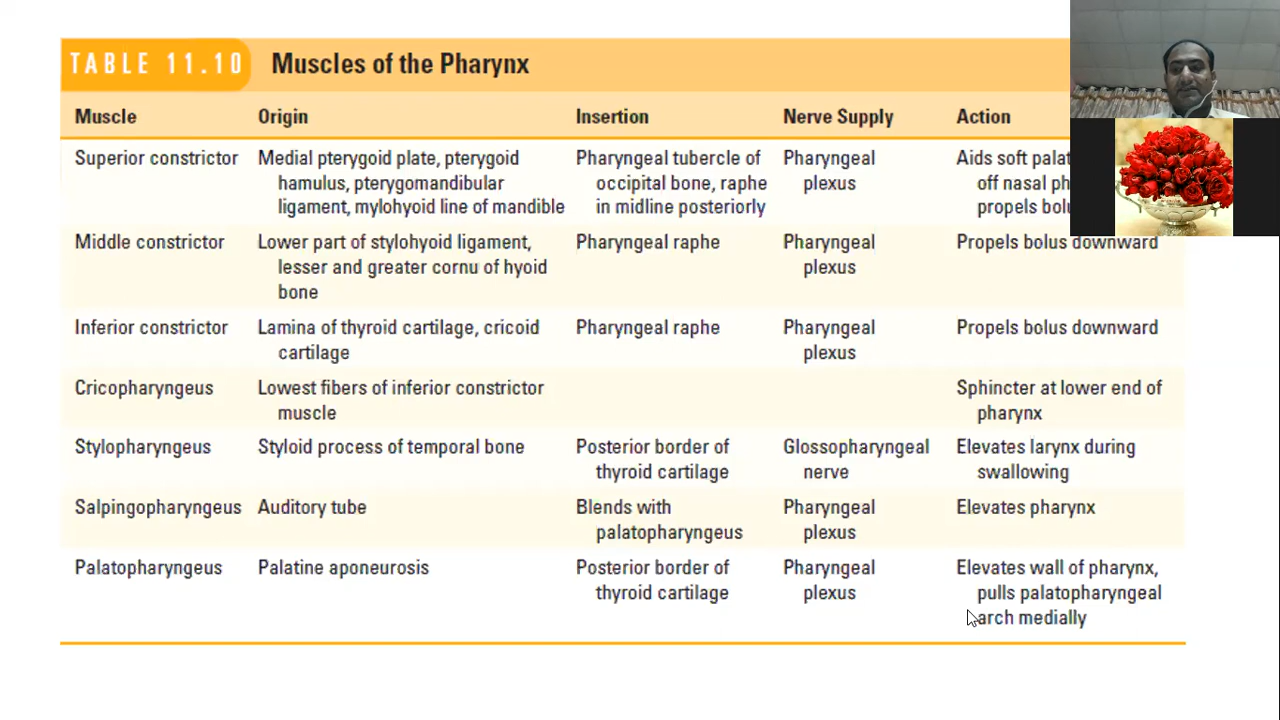 TABLE 11.10 Muscles of the Pharynx
Muscle Origin Insertion Nerve Supply Action
Superior constrictor Medial pterygoid plate, pterygoid Pharyngeal tubercle of Pharyngeal Aids soft
hamulus, pterygomandibular occipital bone, raphe plexus off nasal
ligament, mylohyoid line of mandible in midline posteriorly propels
Middle constrictor Lower part of stylohyoid ligament, Pharyngeal raphe Pharyngeal Propels bolus downward
lesser and greater cornu of hyoid plexus
bone
Inferior constrictor Lamina of thyroid cartilage, cricoid Pharyngeal raphe Pharyngeal Propels bolus downward
cartilage plexus
Cricopharyngeus Lowest fibers of inferior constrictor Sphincter at lower end of
muscle pharynx
Stylopharyngeus Styloid process of temporal bone Posterior border of Glossopharyngeal Elevates larynx during
thyroid cartilage nerve swallowing
Salpingopharyngeus Auditory tube Blends with Pharyngeal Elevates pharynx
palatopharyngeus plexus
Palatopharyngeus Palatine aponeurosis Posterior border of Pharyngeal Elevates wall of pharynx,
thyroid cartilage plexus pulls palatopharyngeal
arch medially